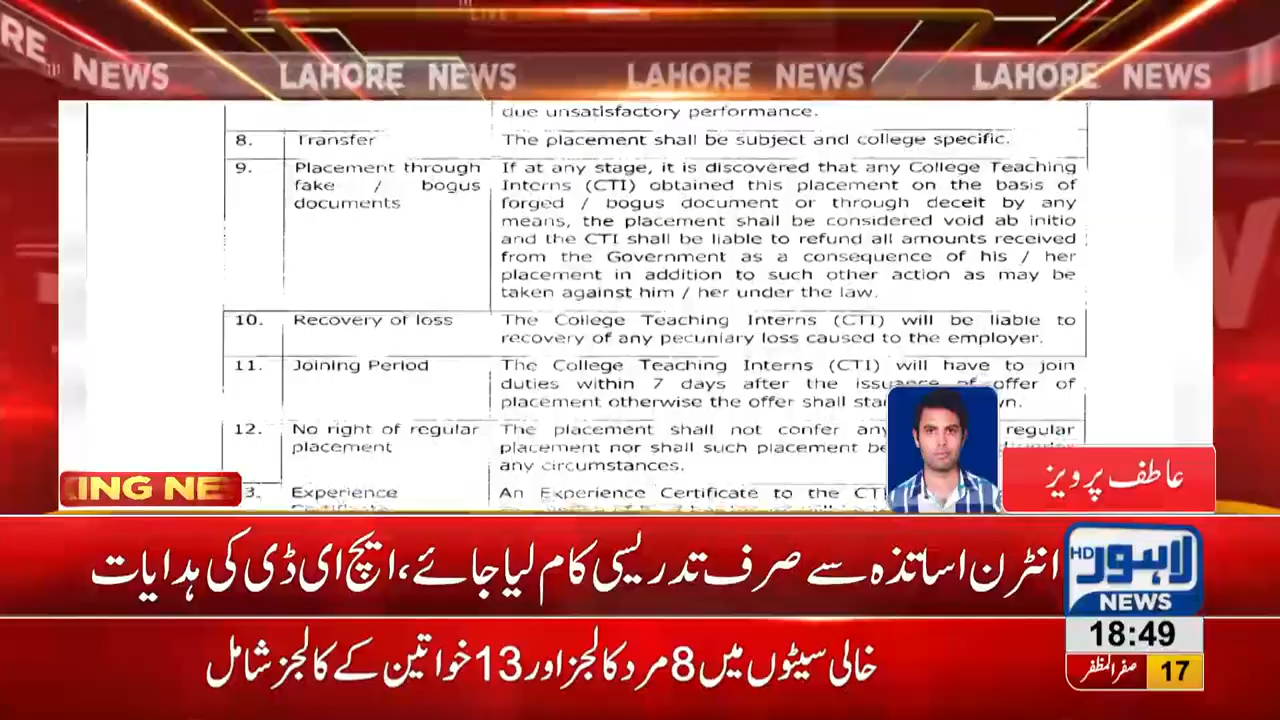 RE
NEWS
LAHORE NEWS
LAHORE NEWS
LAHORE NEWS
due unsatisfactory performance.
8. Transfer The placement shall be subject and college specific.
9. Placement through If at any stage, it is discovered that any College Teaching
fake / bogus Interns (CTI) obtained this placement on the basis of
documents forged / bogus document or through deceit by any
means, the placement shall be considered void ab initio
and the CTI shall be liable to refund all amounts received
from the Government as a consequence of his / her
placement in addition to such other action as may be
taken against him / her under the law.
10. Recovery of loss The College Teaching Interns (CTI) will be liable to
recovery of any pecuniary loss caused to the employer.
11. Joining Period The College Teaching Interns (CTI) will have to join
duties within 7 days after the issuance of offer of
placement otherwise the offer shall
12. No right of regular The placement shall not confer any regular
placement placement nor shall such placement
any circumstances.
Experience An Experience Certificate to the
عاطف پرویز
ING NE
انٹرن اساتذہ سے صرف تدریسی کام لیا جائے، ایچ ای ڈی کی ہدایات
خالی سیٹوں میں 8 مرد کالجز اور 13 خواتین کے کالجز شامل
HD
لاہور
NEWS
18:49
17 صفر المظفر